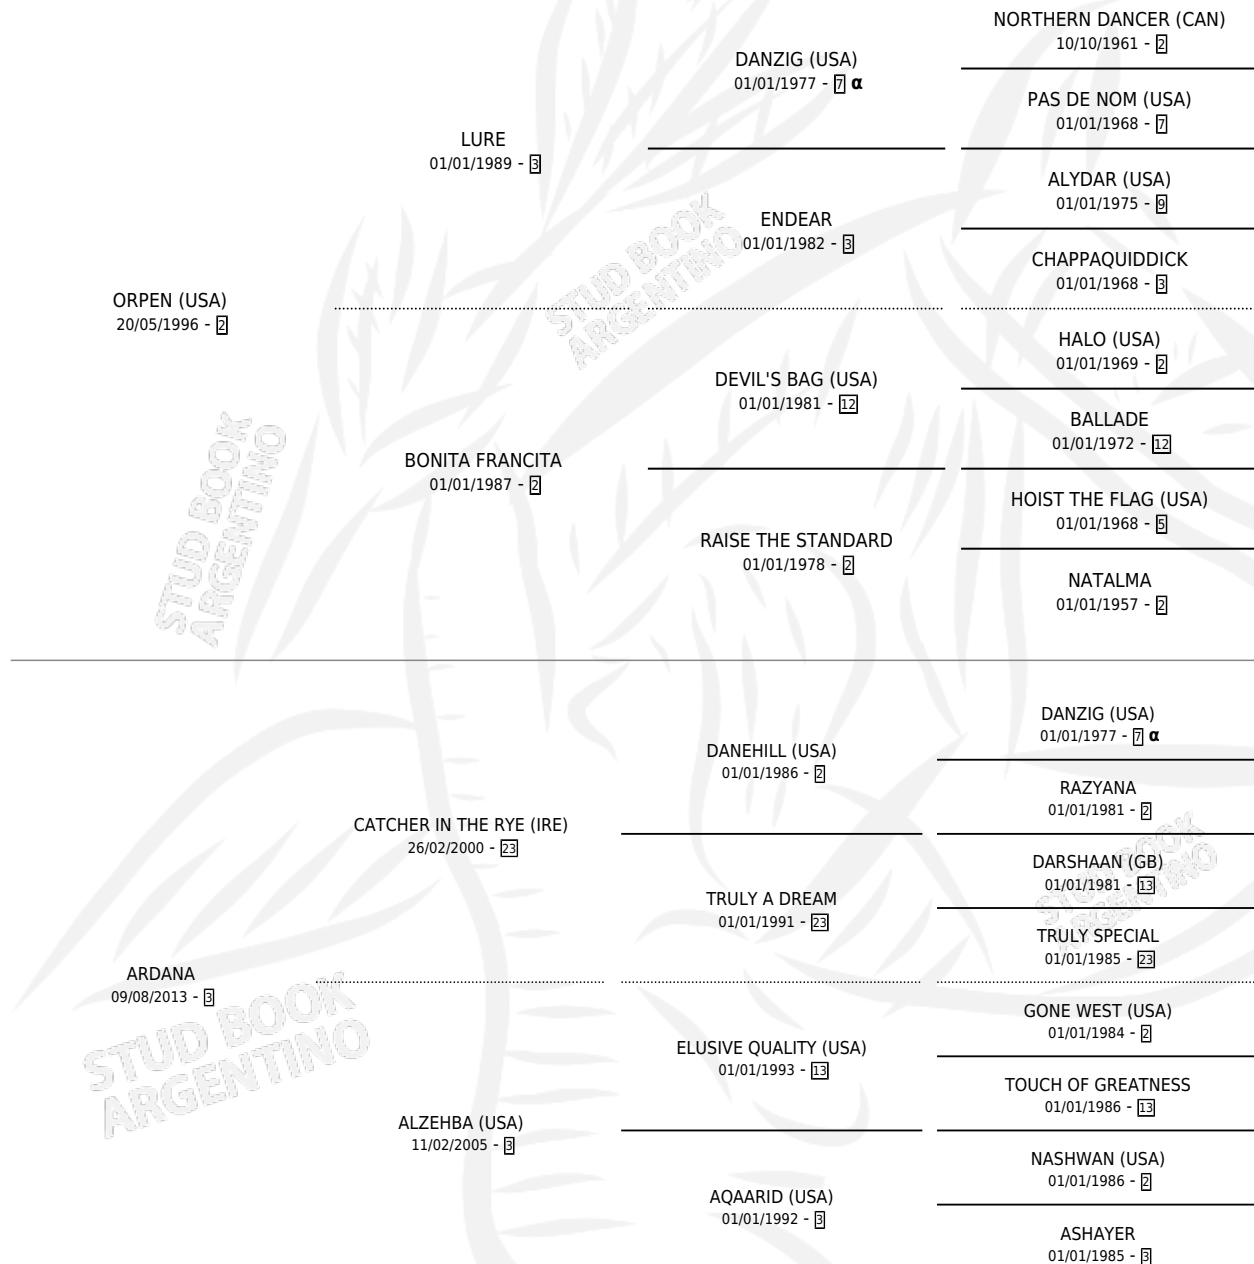 NORTHERN DANCER (CAN)
10/10/1961 - 2
DANZIG (USA)
01/01/1977 - 7 α
PAS DE NOM (USA)
01/01/1968 - 7
LURE
01/01/1989 - 3
ALYDAR (USA)
01/01/1975 - 9
ENDEAR
01/01/1982 - 3
CHAPPAQUIDDICK
01/01/1968 - 3
ORPEN (USA)
20/05/1996 - 2
HALO (USA)
01/01/1969 - 2
DEVIL'S BAG (USA)
01/01/1981 - 12
BALLADE
01/01/1972 - 12
BONITA FRANCITA
01/01/1987 - 2
HOIST THE FLAG (USA)
01/01/1968 - 5
RAISE THE STANDARD
01/01/1978 - 2
NATALMA
01/01/1957 - 2
DANZIG (USA)
01/01/1977 - 7 α
DANEHILL (USA)
01/01/1986 - 2
RAZYANA
01/01/1981 - 2
CATCHER IN THE RYE (IRE)
26/02/2000 - 23
DARSHAAN (GB)
01/01/1981 - 13
TRULY A DREAM
01/01/1991 - 23
TRULY SPECIAL
01/01/1985 - 23
ARDANA
09/08/2013 - 3
GONE WEST (USA)
01/01/1984 - 2
ELUSIVE QUALITY (USA)
01/01/1993 - 13
TOUCH OF GREATNESS
01/01/1986 - 13
ALZEHBA (USA)
11/02/2005 - 3
NASHWAN (USA)
01/01/1986 - 2
AQAARID (USA)
01/01/1992 - 3
ASHAYER
01/01/1985 - 3
STUD BOOK
ARGENTINO
STUD BOOK
ARGENTINO
STUD BOOK
ARGENTINO
STUD BOOK
ARGENTINO